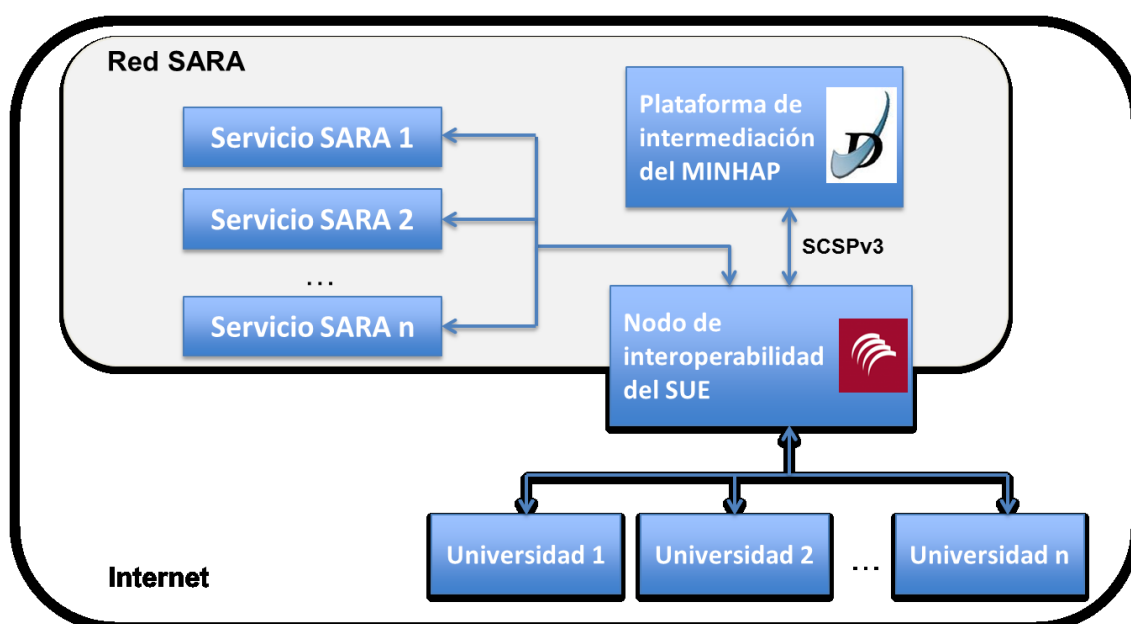 Red SARA
Servicio SARA 1
Servicio SARA 2
...
Servicio SARA n
Plataforma de
intermediación
del MINHAP
D
SCSPv3
Nodo de
interoperabilidad
del SUE
Universidad 1
Universidad 2
...
Universidad n
Internet